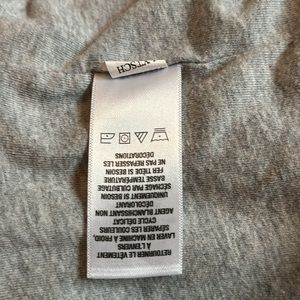 RETOURNER LE VÊTEMENT
À L'ENVERS
LAVER EN MACHINE À FROID,
SÉPARER LES COULEURS
CYCLE DÉLICAT
AGENT BLANCHISSANT NON
DÉCOLORANT
UNIQUEMENT SI BESOIN
SÉCHAGE PAR CULBUTAGE
BASSE TEMPÉRATURE
FER TIÈDE SI BESOIN
NE PAS REPASSER LES
DÉCORATIONS